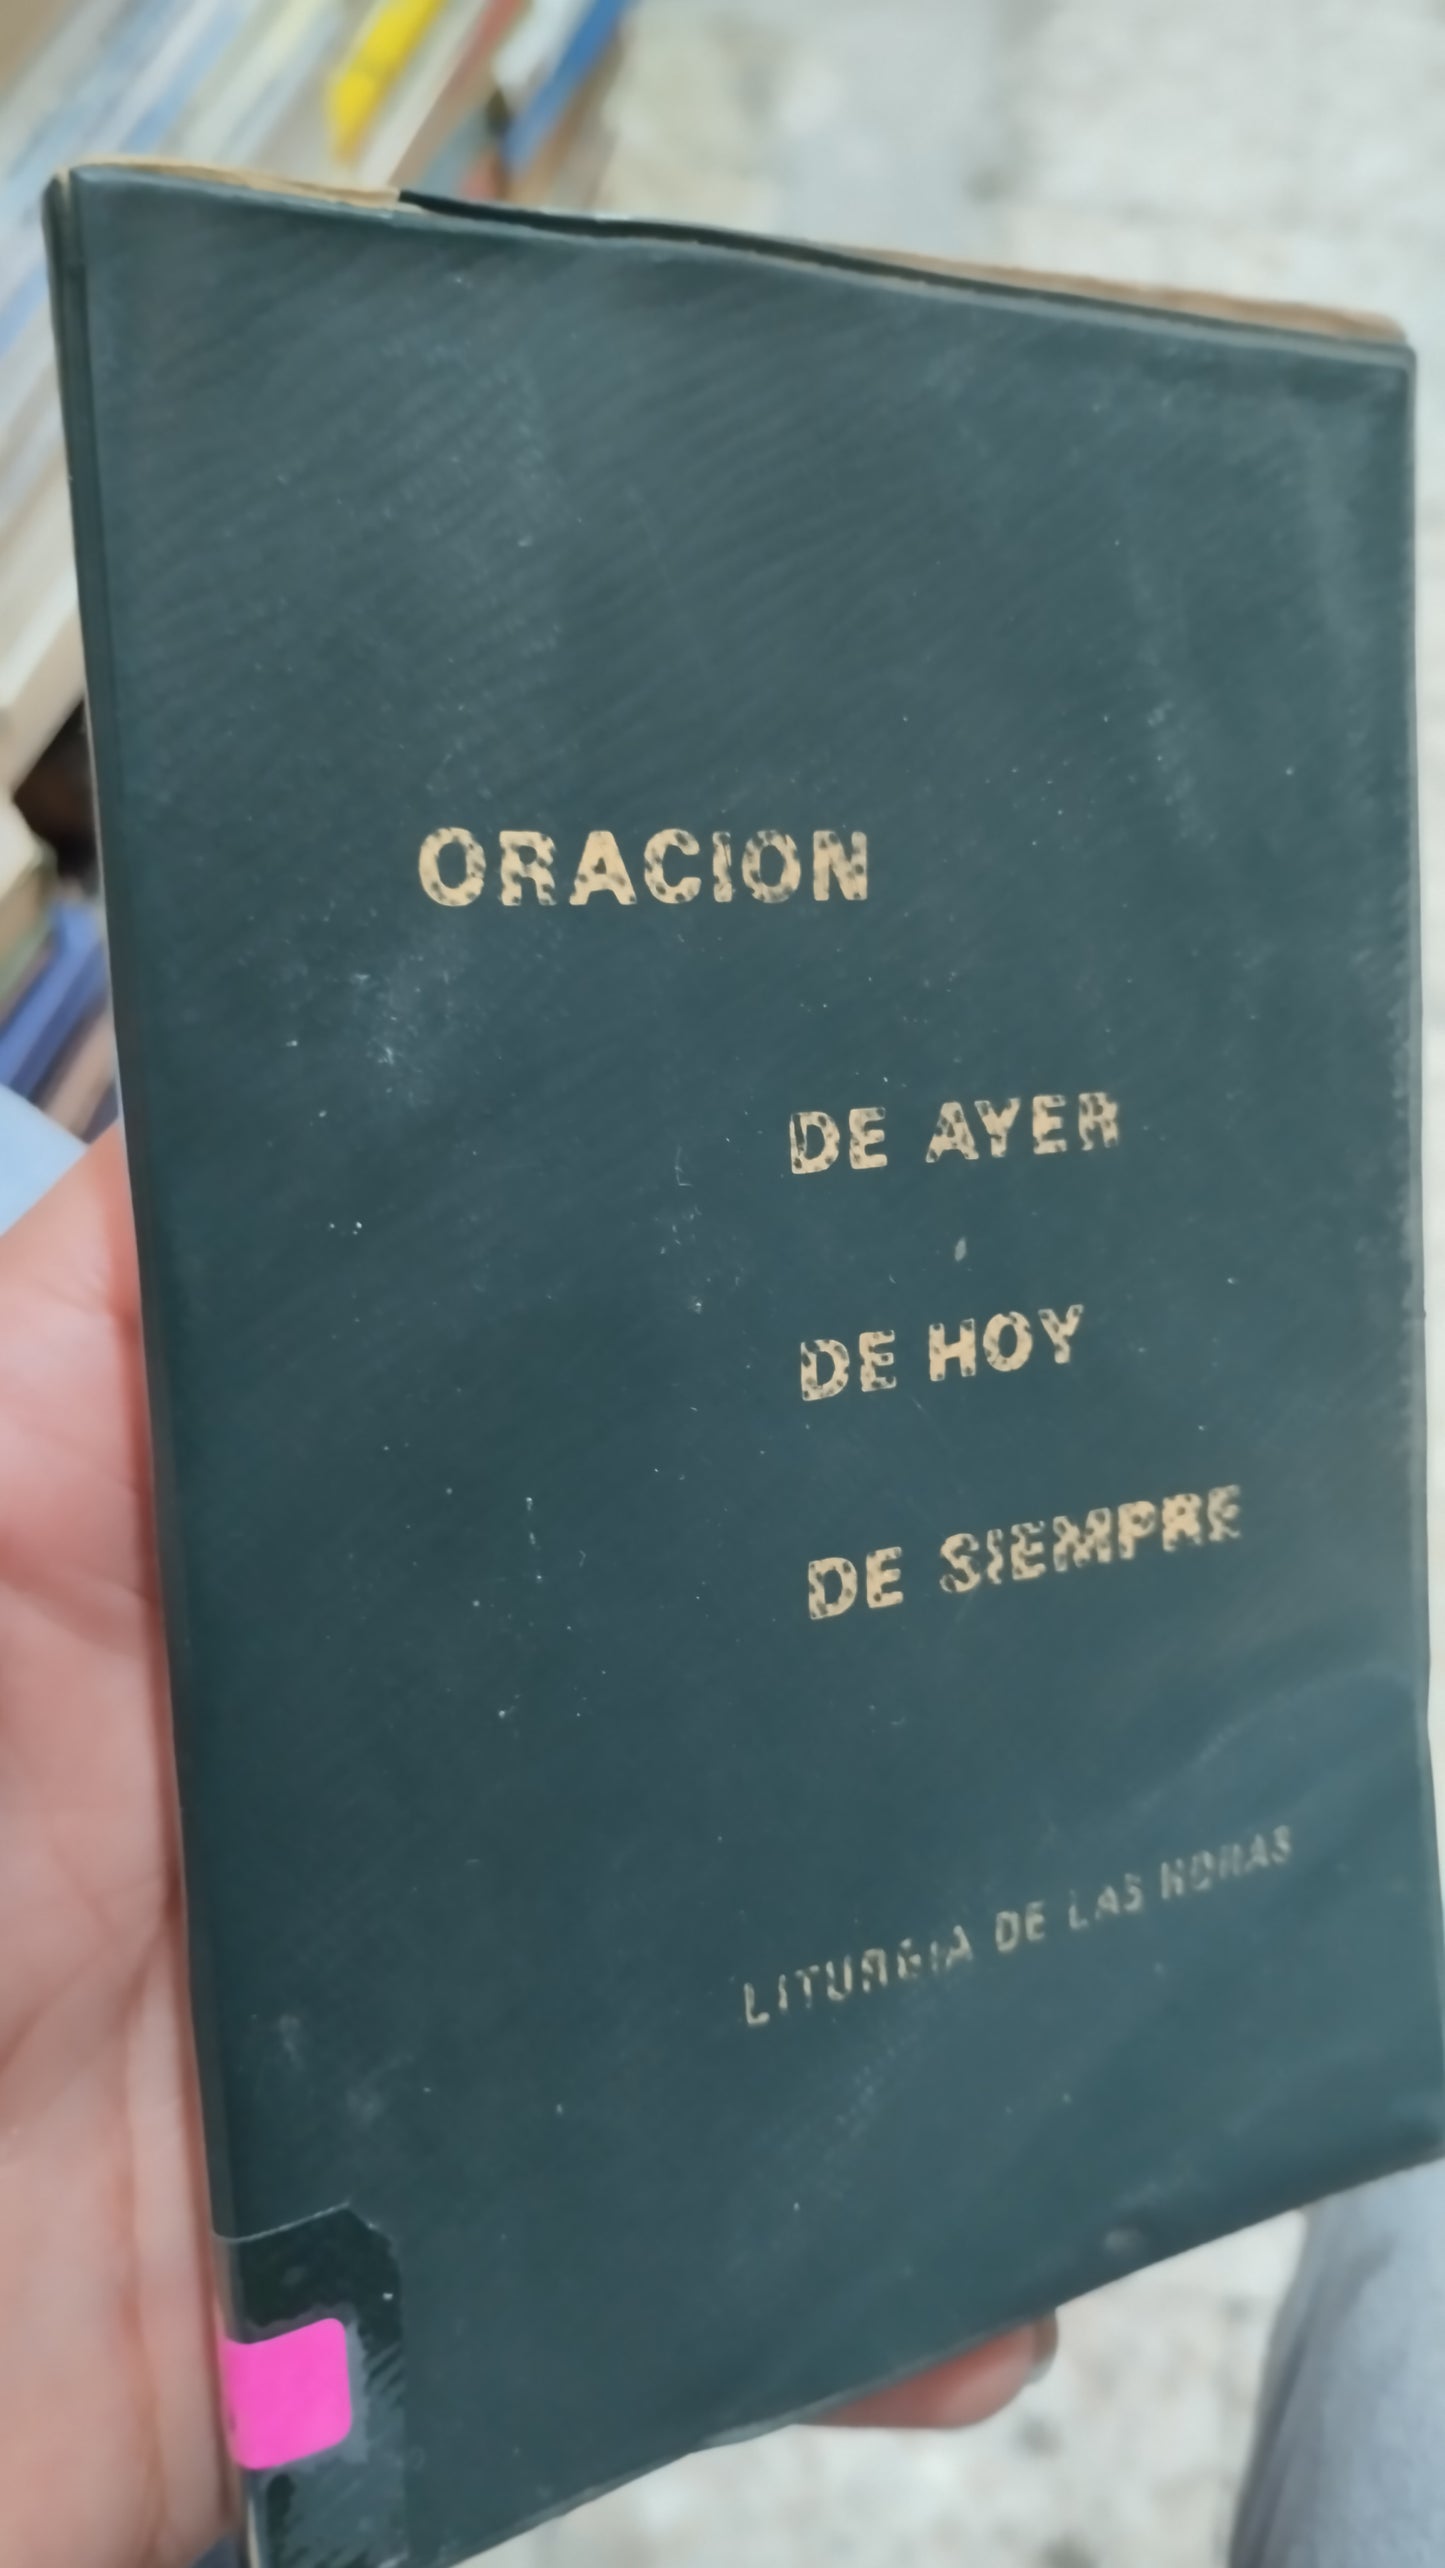 ORACION
DE AYER
DE HOY
DE SIEMPRE
LITURGIA DE LAS HORAS